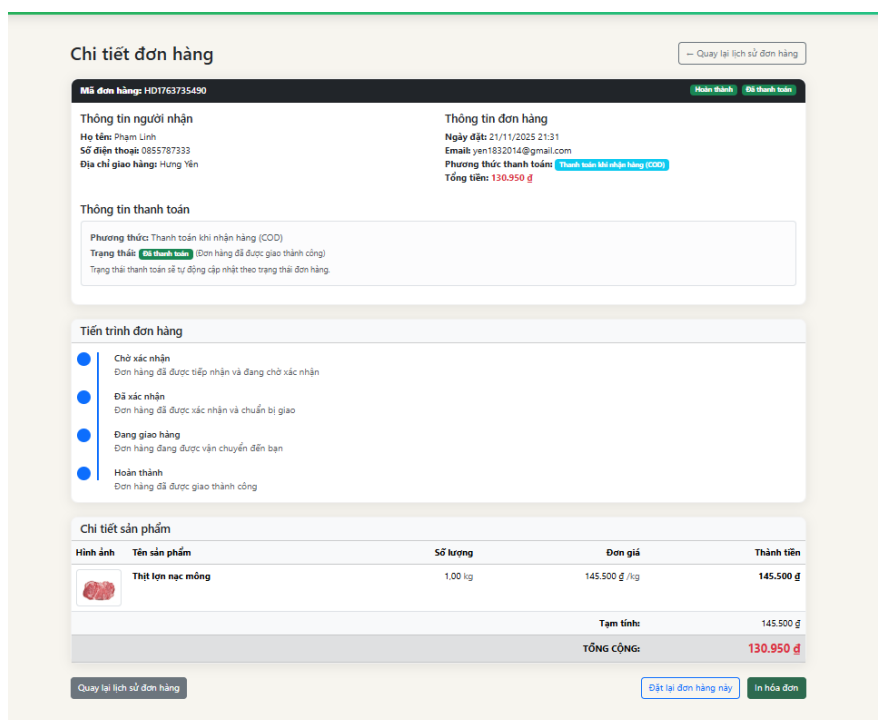 Chi tiết đơn hàng
← Quay lại lịch sử đơn hàng
Mã đơn hàng: HD1763735490
Hoàn thành
Đã thanh toán
Thông tin người nhận
Họ tên: Phạm Linh
Số điện thoại: 0855787333
Địa chỉ giao hàng: Hưng Yên
Thông tin đơn hàng
Ngày đặt: 21/11/2025 21:31
Email: yen1832014@gmail.com
Phương thức thanh toán: Thanh toán khi nhận hàng (COD)
Tổng tiền: 130.950 ₫
Thông tin thanh toán
Phương thức: Thanh toán khi nhận hàng (COD)
Trạng thái: Đã thanh toán (Đơn hàng đã được giao thành công)
Trạng thái thanh toán sẽ tự động cập nhật theo trạng thái đơn hàng.
Tiến trình đơn hàng
Chờ xác nhận
Đơn hàng đã được tiếp nhận và đang chờ xác nhận
Đã xác nhận
Đơn hàng đã được xác nhận và chuẩn bị giao
Đang giao hàng
Đơn hàng đang được vận chuyển đến bạn
Hoàn thành
Đơn hàng đã được giao thành công
Chi tiết sản phẩm
Hình ảnh Tên sản phẩm Số lượng Đơn giá Thành tiền
Thịt lợn nạc mông 1,00 kg 145.500 ₫ /kg 145.500 ₫
Tạm tính: 145.500 ₫
TỔNG CỘNG: 130.950 ₫
Quay lại lịch sử đơn hàng
Đặt lại đơn hàng này
In hóa đơn